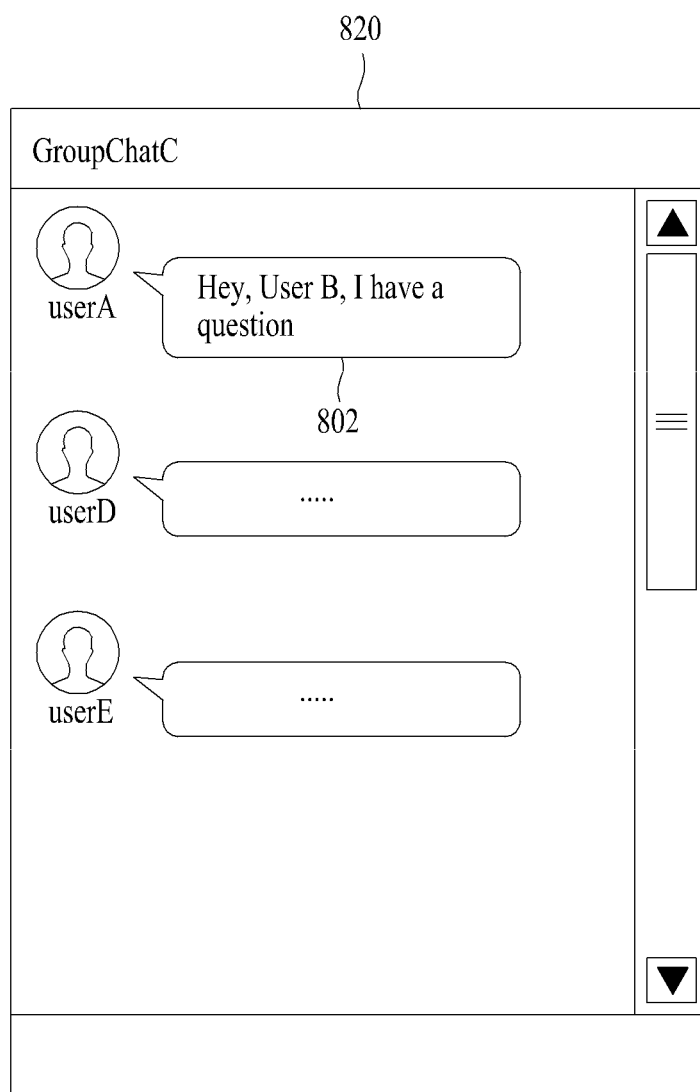 820
GroupChatC
userA
Hey, User B, I have a
question
802
userD
.....
userE
.....